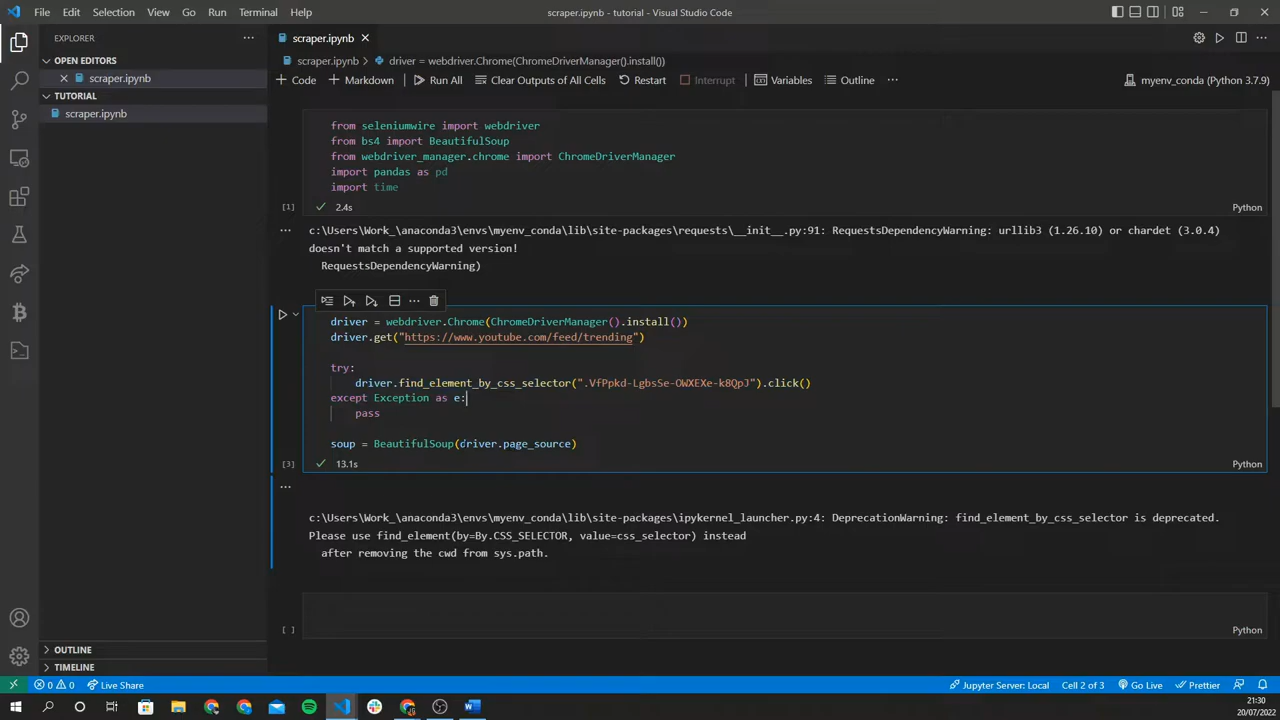 File Edit Selection View Go Run Terminal Help
scraper.ipynb - tutorial - Visual Studio Code
EXPLORER
OPEN EDITORS
scraper.ipynb
TUTORIAL
scraper.ipynb
OUTLINE
TIMELINE
scraper.ipynb
scraper.ipynb > driver = webdriver.Chrome(ChromeDriverManager().install())
+ Code + Markdown Run All Clear Outputs of All Cells Restart Interrupt Variables Outline ...
myenv_conda (Python 3.7.9)
from seleniumwire import webdriver
from bs4 import BeautifulSoup
from webdriver_manager.chrome import ChromeDriverManager
import pandas as pd
import time
[1] 2.4s Python
c:\Users\Work_\anaconda3\envs\myenv_conda\lib\site-packages\requests\__init__.py:91: RequestsDependencyWarning: urllib3 (1.26.10) or chardet (3.0.4)
doesn't match a supported version!
RequestsDependencyWarning)
driver = webdriver.Chrome(ChromeDriverManager().install())
driver.get("https://www.youtube.com/feed/trending")
try:
driver.find_element_by_css_selector(".VfPpkd-LgbsSe-OWXEXe-k8QpJ").click()
except Exception as e:
pass
soup = BeautifulSoup(driver.page_source)
[3] 13.1s Python
c:\Users\Work_\anaconda3\envs\myenv_conda\lib\site-packages\ipykernel_launcher.py:4: DeprecationWarning: find_element_by_css_selector is deprecated.
Please use find_element(by=By.CSS_SELECTOR, value=css_selector) instead
after removing the cwd from sys.path.
[ ] Python
0 0 Live Share
Jupyter Server: Local Cell 2 of 3 Go Live Prettier
21:30
20/07/2022